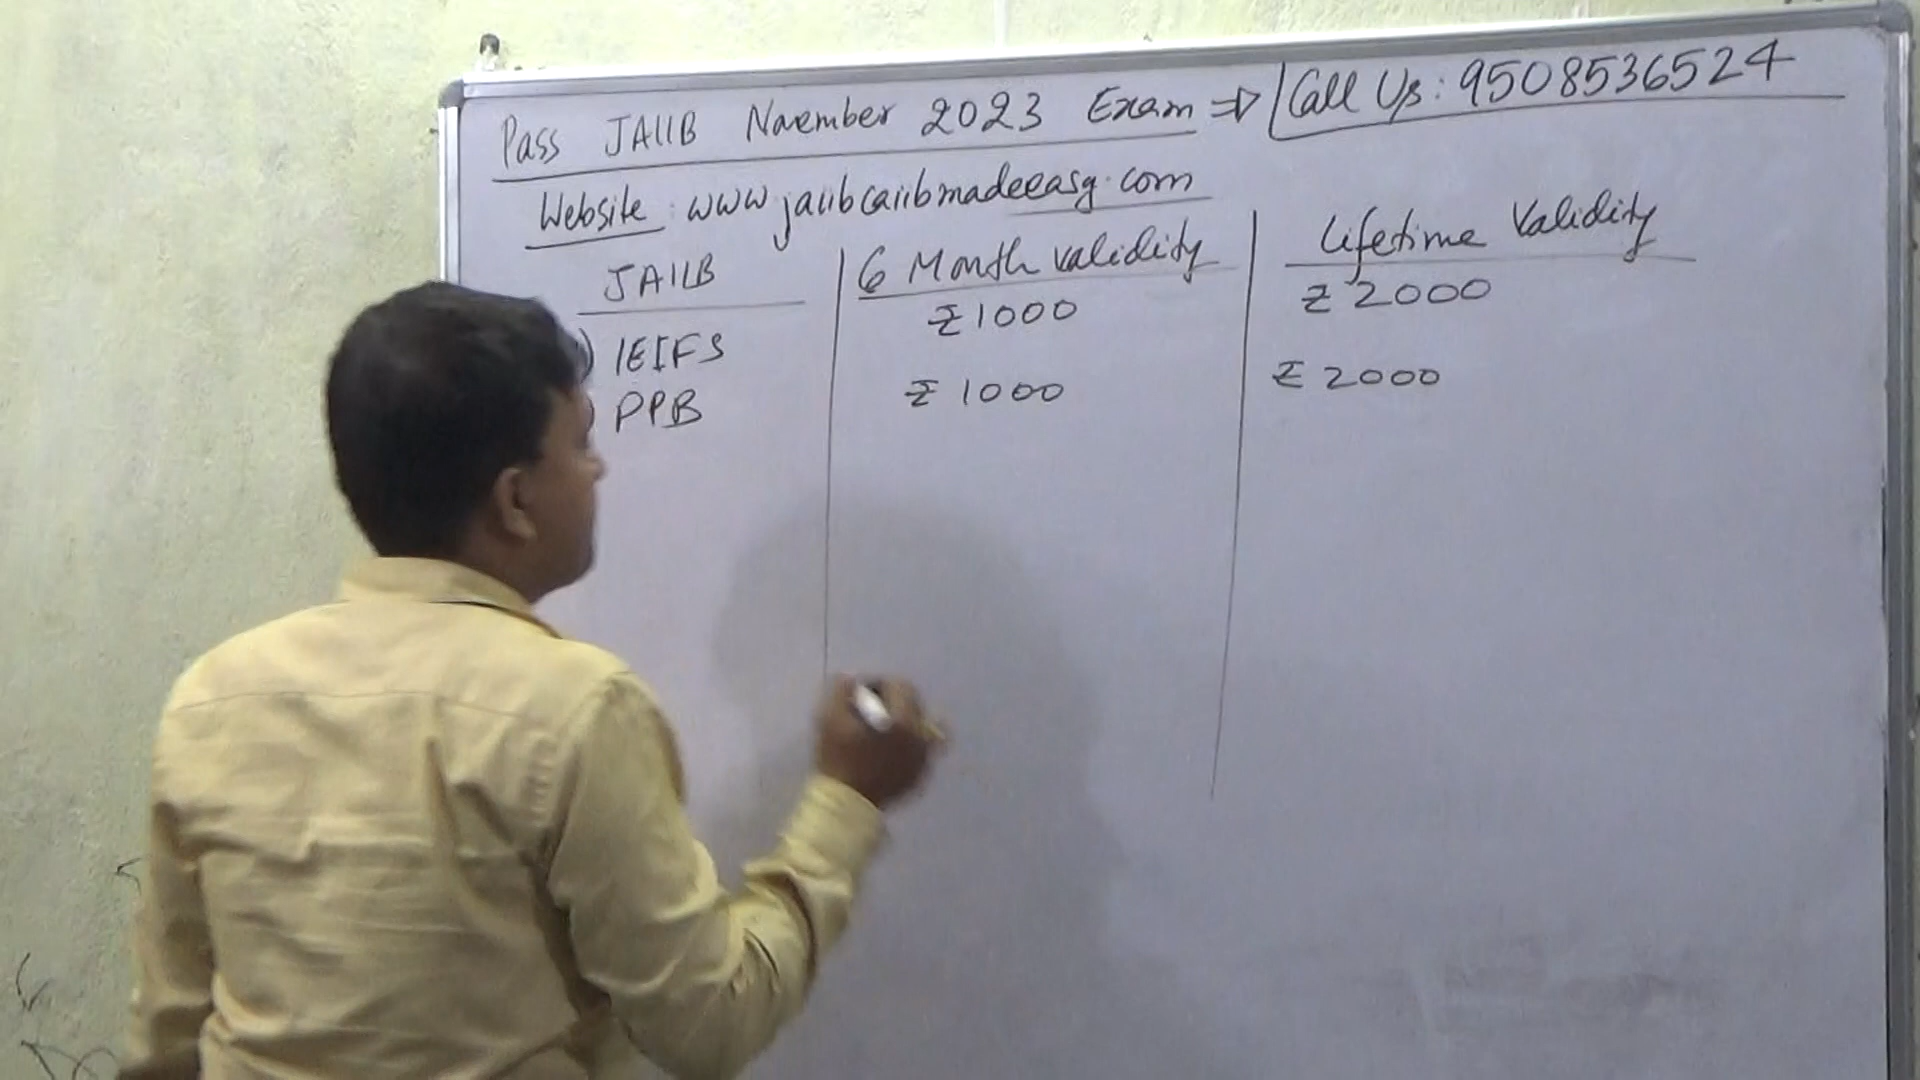 Pass JAIIB November 2023 Exam ⇒ Call Us: 9508536524
Website: www.jaiibcaiibmadeeasy.com
JAIIB 6 Month Validity Lifetime Validity
) IEIFS ₹1000 ₹2000
) PPB ₹1000 ₹2000